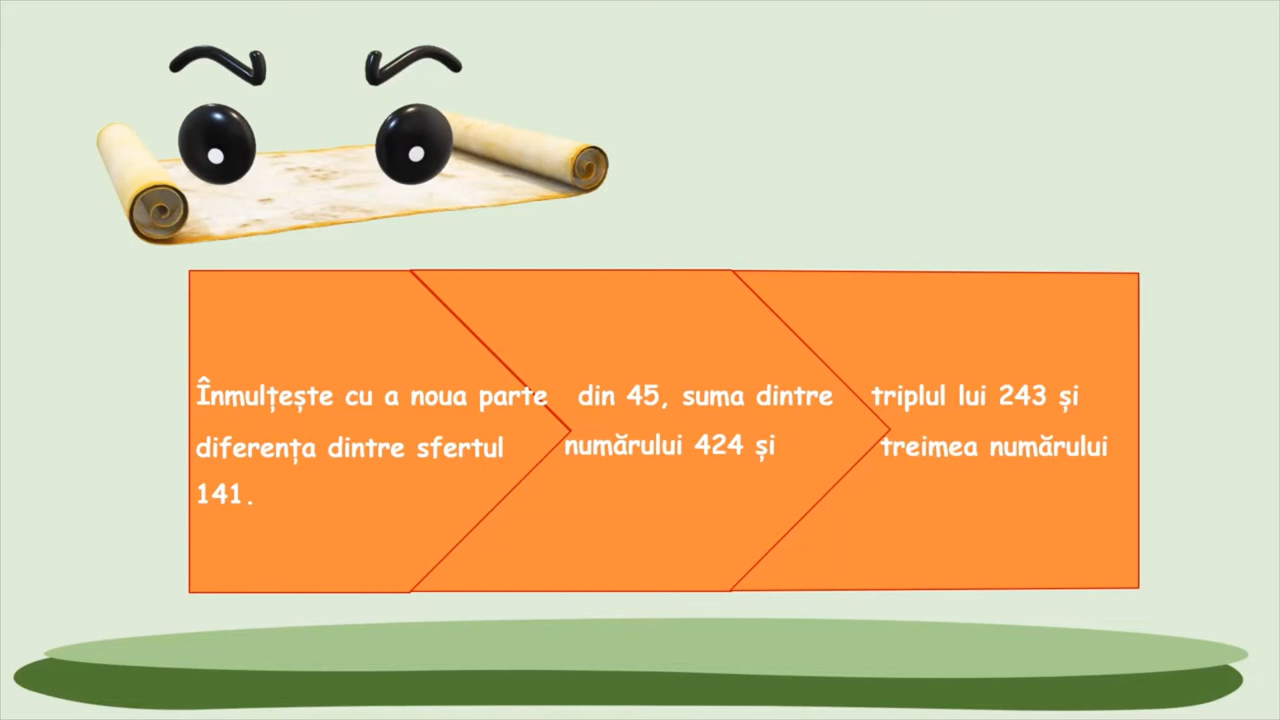 Înmulțește cu a noua parte din 45, suma dintre triplul lui 243 și
diferența dintre sfertul numărului 424 și treimea numărului
141.